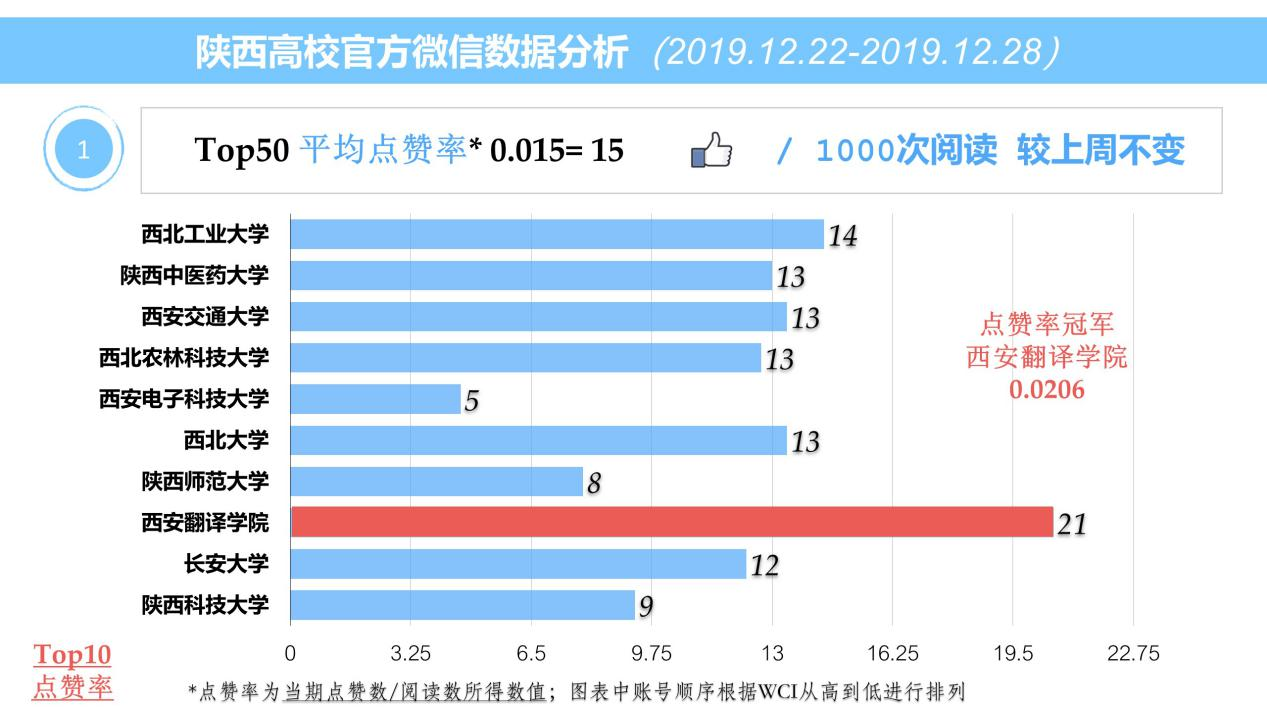 陕西高校官方微信数据分析（2019.12.22-2019.12.28）
1
Top50 平均点赞率* 0.015= 15 / 1000次阅读 较上周不变
西北工业大学 14
陕西中医药大学 13
西安交通大学 13
西北农林科技大学 13
西安电子科技大学 5
西北大学 13
陕西师范大学 8
西安翻译学院 21
长安大学 12
陕西科技大学 9
点赞率冠军
西安翻译学院
0.0206
0 3.25 6.5 9.75 13 16.25 19.5 22.75
Top10
点赞率
*点赞率为当期点赞数/阅读数所得数值；图表中账号顺序根据WCI从高到低进行排列